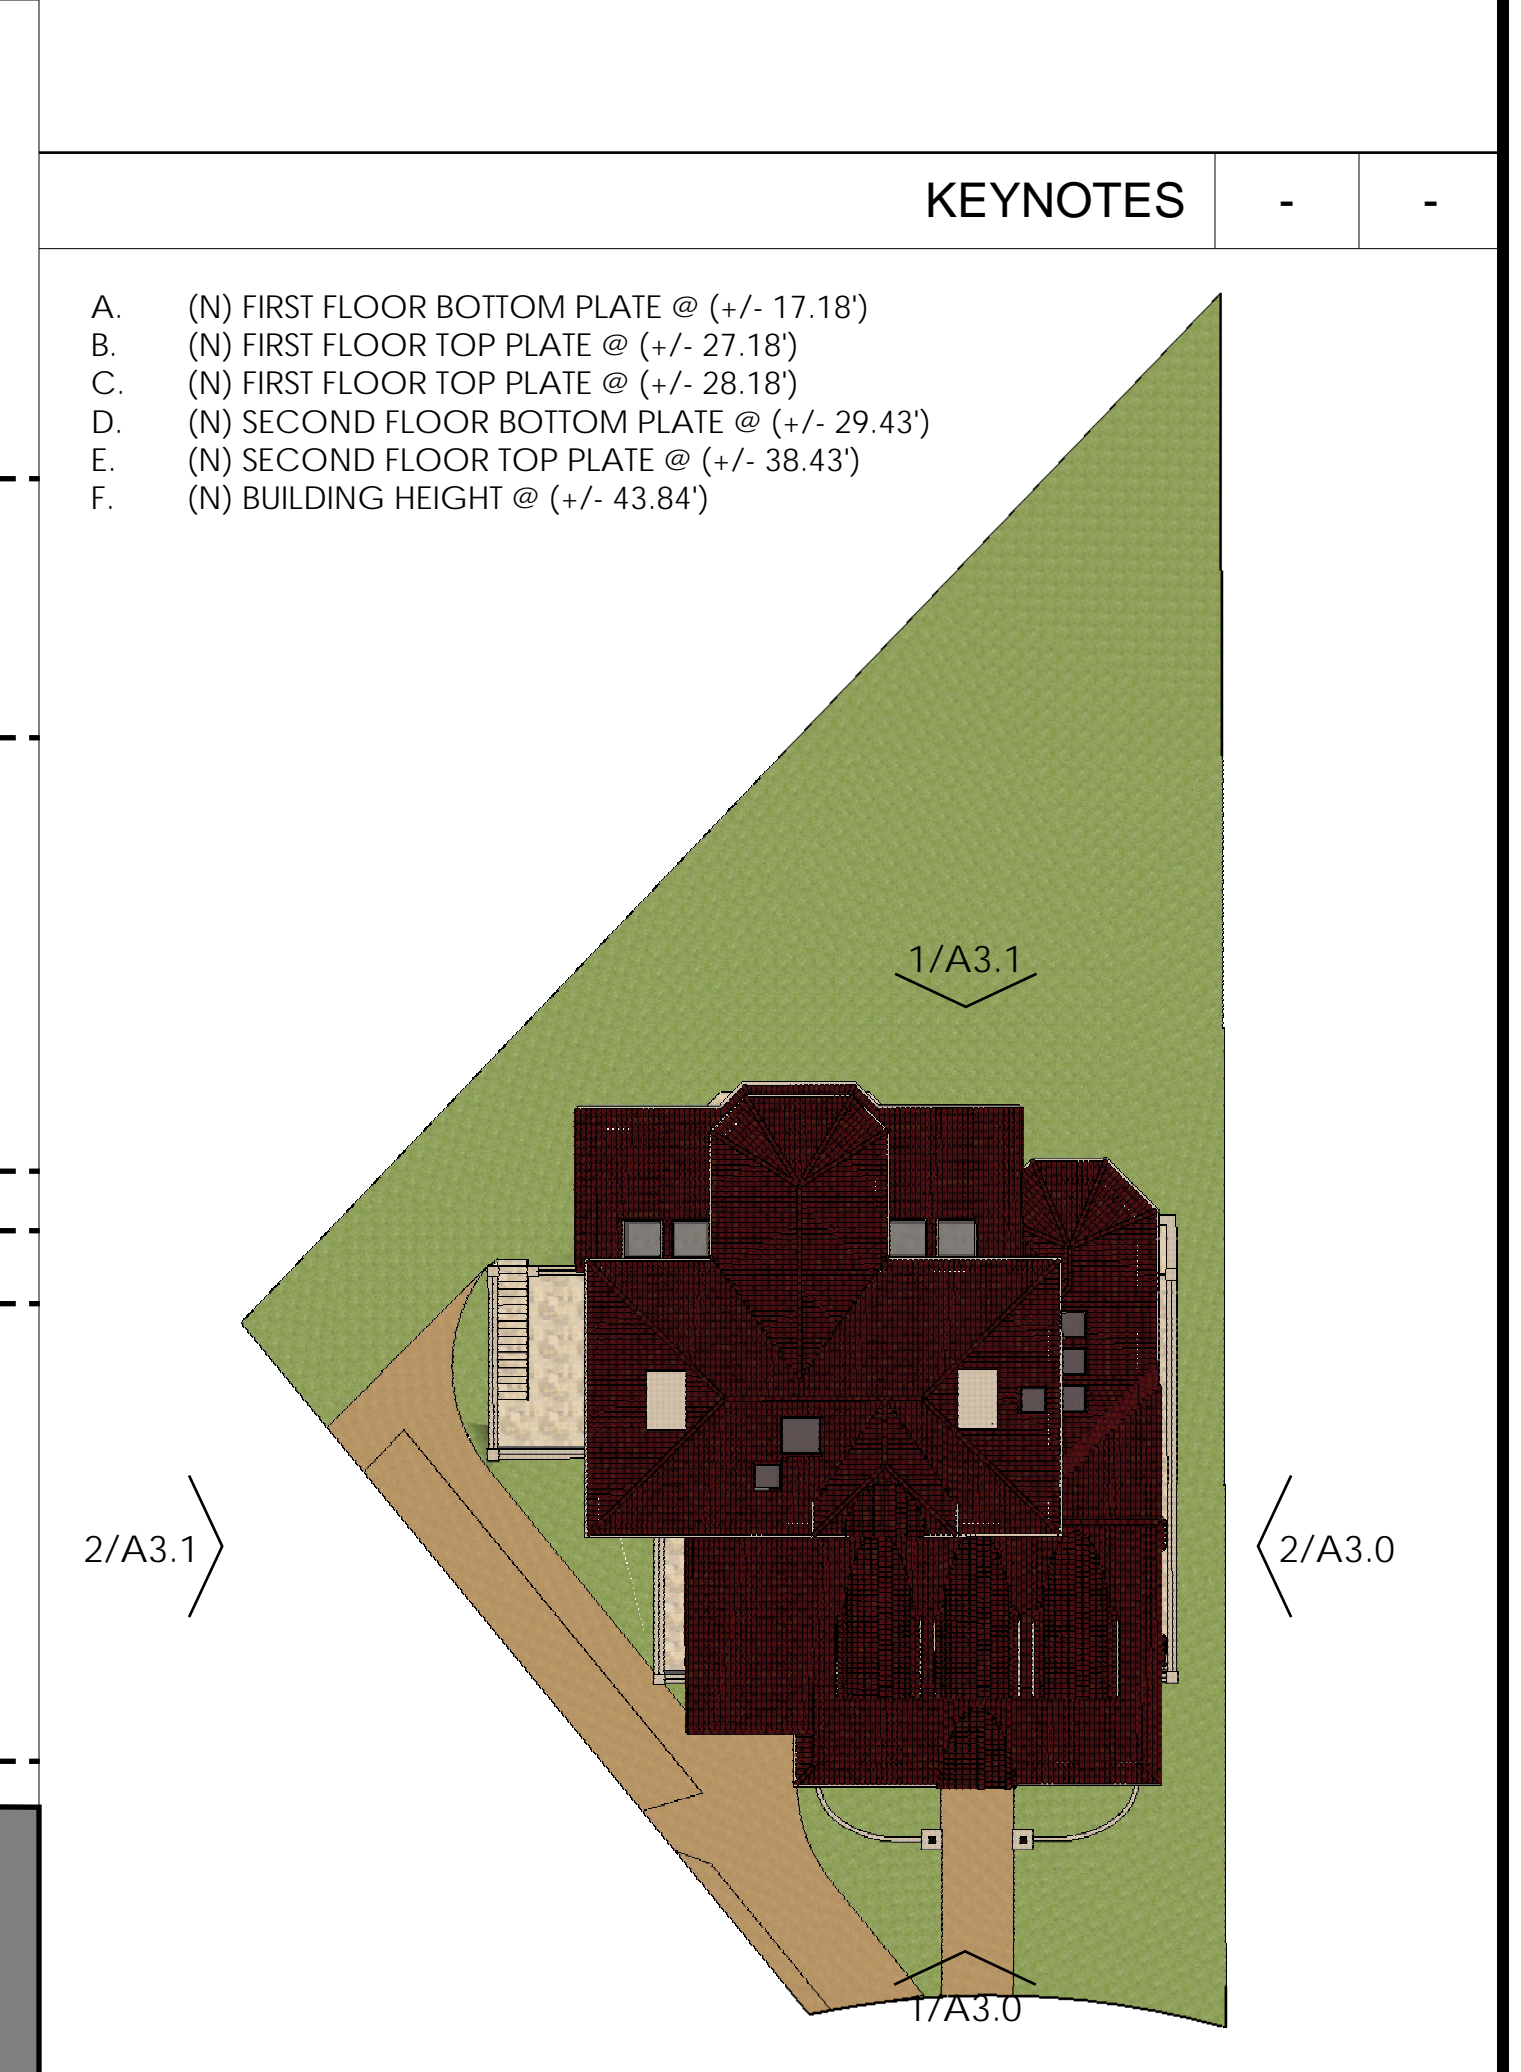 KEYNOTES - -
A. (N) FIRST FLOOR BOTTOM PLATE @ (+/- 17.18')
B. (N) FIRST FLOOR TOP PLATE @ (+/- 27.18')
C. (N) FIRST FLOOR TOP PLATE @ (+/- 28.18')
D. (N) SECOND FLOOR BOTTOM PLATE @ (+/- 29.43')
E. (N) SECOND FLOOR TOP PLATE @ (+/- 38.43')
F. (N) BUILDING HEIGHT @ (+/- 43.84')
1/A3.1
2/A3.1
2/A3.0
1/A3.0